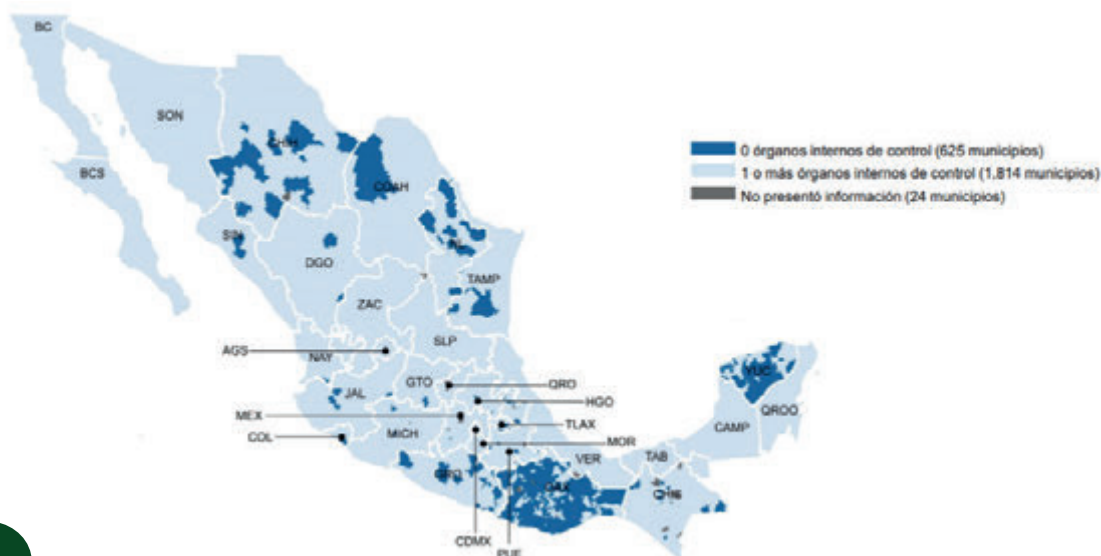 BC
SON
BCS
CHIH
COAH
SIN
NL
DGO
TAMP
ZAC
SLP
AGS
NAY
JAL
GTO
QRO
HGO
MEX
TLAX
COL
MICH
MOR
GRO
CDMX
PUE
VER
OAX
TAB
CHIS
CAMP
YUC
QROO
0 órganos internos de control (625 municipios)
1 o más órganos internos de control (1,814 municipios)
No presentó información (24 municipios)